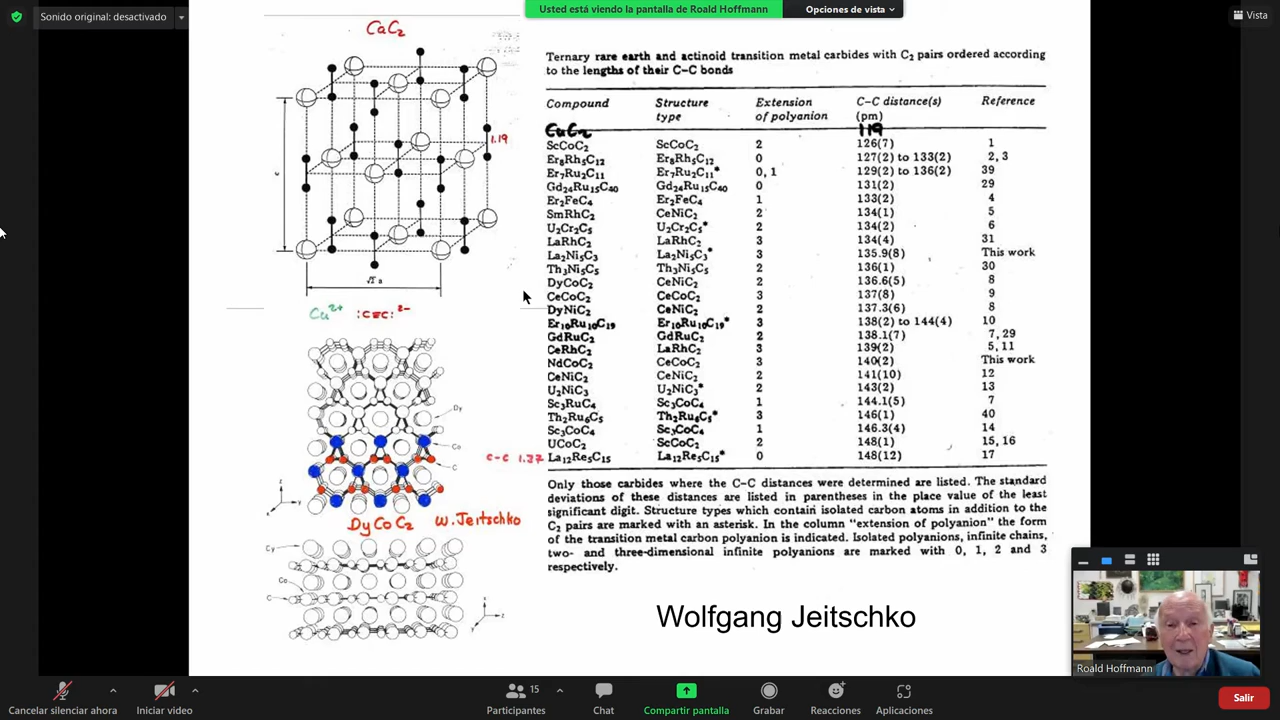 Sonido original: desactivado
Usted está viendo la pantalla de Roald Hoffmann
Opciones de vista
Vista
CaC₂
1.19
c
√2 a
:C≡C: ²⁻
Dy
Co
C
C-C 1.37
DyCoC₂ W. Jeitschko
Co
C
Ternary rare earth and actinoid transition metal carbides with C₂ pairs ordered according
to the lengths of their C–C bonds
Compound Structure type Extension of polyanion C–C distance(s) (pm) Reference
CaC₂ 119
ScCoC₂ ScCoC₂ 2 126(7) 1
Er₈Rh₅C₁₂ Er₈Rh₅C₁₂ 0 127(2) to 133(2) 2, 3
Er₇Ru₂C₁₁ Er₇Ru₂C₁₁* 0, 1 129(2) to 136(2) 39
Gd₂₄Ru₁₅C₄₀ Gd₂₄Ru₁₅C₄₀ 0 131(2) 29
Er₂FeC₄ Er₂FeC₄ 1 133(2) 4
SmRhC₂ CeNiC₂ 2 134(1) 5
U₂Cr₂C₅ U₂Cr₂C₅* 2 134(2) 6
LaRhC₂ LaRhC₂ 3 134(4) 31
La₂Ni₅C₃ La₂Ni₅C₃* 3 135.9(8) This work
Th₃Ni₅C₅ Th₃Ni₅C₅ 2 136(1) 30
DyCoC₂ CeNiC₂ 2 136.6(5) 8
CeCoC₂ CeCoC₂ 3 137(8) 9
DyNiC₂ CeNiC₂ 2 137.3(6) 8
Er₁₀Ru₁₀C₁₉ Er₁₀Ru₁₀C₁₉* 3 138(2) to 144(4) 10
GdRuC₂ GdRuC₂ 2 138.1(7) 7, 29
CeRhC₂ LaRhC₂ 3 139(2) 5, 11
NdCoC₂ CeCoC₂ 3 140(2) This work
CeNiC₂ CeNiC₂ 2 141(10) 12
U₂NiC₃ U₂NiC₃* 2 143(2) 13
Sc₃RuC₄ Sc₃CoC₄ 1 144.1(5) 7
Th₂Ru₆C₅ Th₂Ru₆C₅* 3 146(1) 40
Sc₃CoC₄ Sc₃CoC₄ 1 146.3(4) 14
UCoC₂ ScCoC₂ 2 148(1) 15, 16
La₁₂Re₅C₁₅ La₁₂Re₅C₁₅* 0 148(12) 17
Only those carbides where the C–C distances were determined are listed. The standard
deviations of these distances are listed in parentheses in the place value of the least
significant digit. Structure types which contain isolated carbon atoms in addition to the
C₂ pairs are marked with an asterisk. In the column “extension of polyanion” the form
of the transition metal carbon polyanion is indicated. Isolated polyanions, infinite chains,
two- and three-dimensional infinite polyanions are marked with 0, 1, 2 and 3
respectively.
Wolfgang Jeitschko
Roald Hoffmann
Cancelar silenciar ahora
Iniciar video
15
Participantes
Chat
Compartir pantalla
Grabar
Reacciones
Aplicaciones
Salir